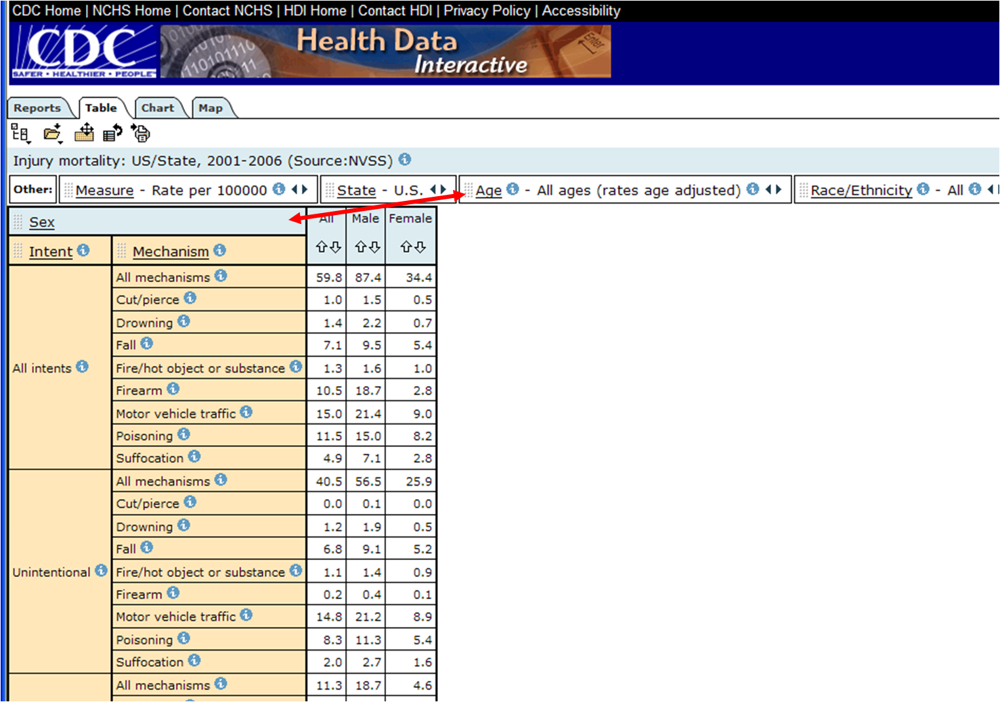 CDC Home | NCHS Home | Contact NCHS | HDI Home | Contact HDI | Privacy Policy | Accessibility
CDC
SAFER • HEALTHIER • PEOPLE™
Health Data
Interactive
Enter
Reports Table Chart Map
Injury mortality: US/State, 2001-2006 (Source:NVSS)
Other: Measure - Rate per 100000 State - U.S. Age - All ages (rates age adjusted) Race/Ethnicity - All
Sex All Male Female
Intent Mechanism
All intents
All mechanisms 59.8 87.4 34.4
Cut/pierce 1.0 1.5 0.5
Drowning 1.4 2.2 0.7
Fall 7.1 9.5 5.4
Fire/hot object or substance 1.3 1.6 1.0
Firearm 10.5 18.7 2.8
Motor vehicle traffic 15.0 21.4 9.0
Poisoning 11.5 15.0 8.2
Suffocation 4.9 7.1 2.8
Unintentional
All mechanisms 40.5 56.5 25.9
Cut/pierce 0.0 0.1 0.0
Drowning 1.2 1.9 0.5
Fall 6.8 9.1 5.2
Fire/hot object or substance 1.1 1.4 0.9
Firearm 0.2 0.4 0.1
Motor vehicle traffic 14.8 21.2 8.9
Poisoning 8.3 11.3 5.4
Suffocation 2.0 2.7 1.6
All mechanisms 11.3 18.7 4.6